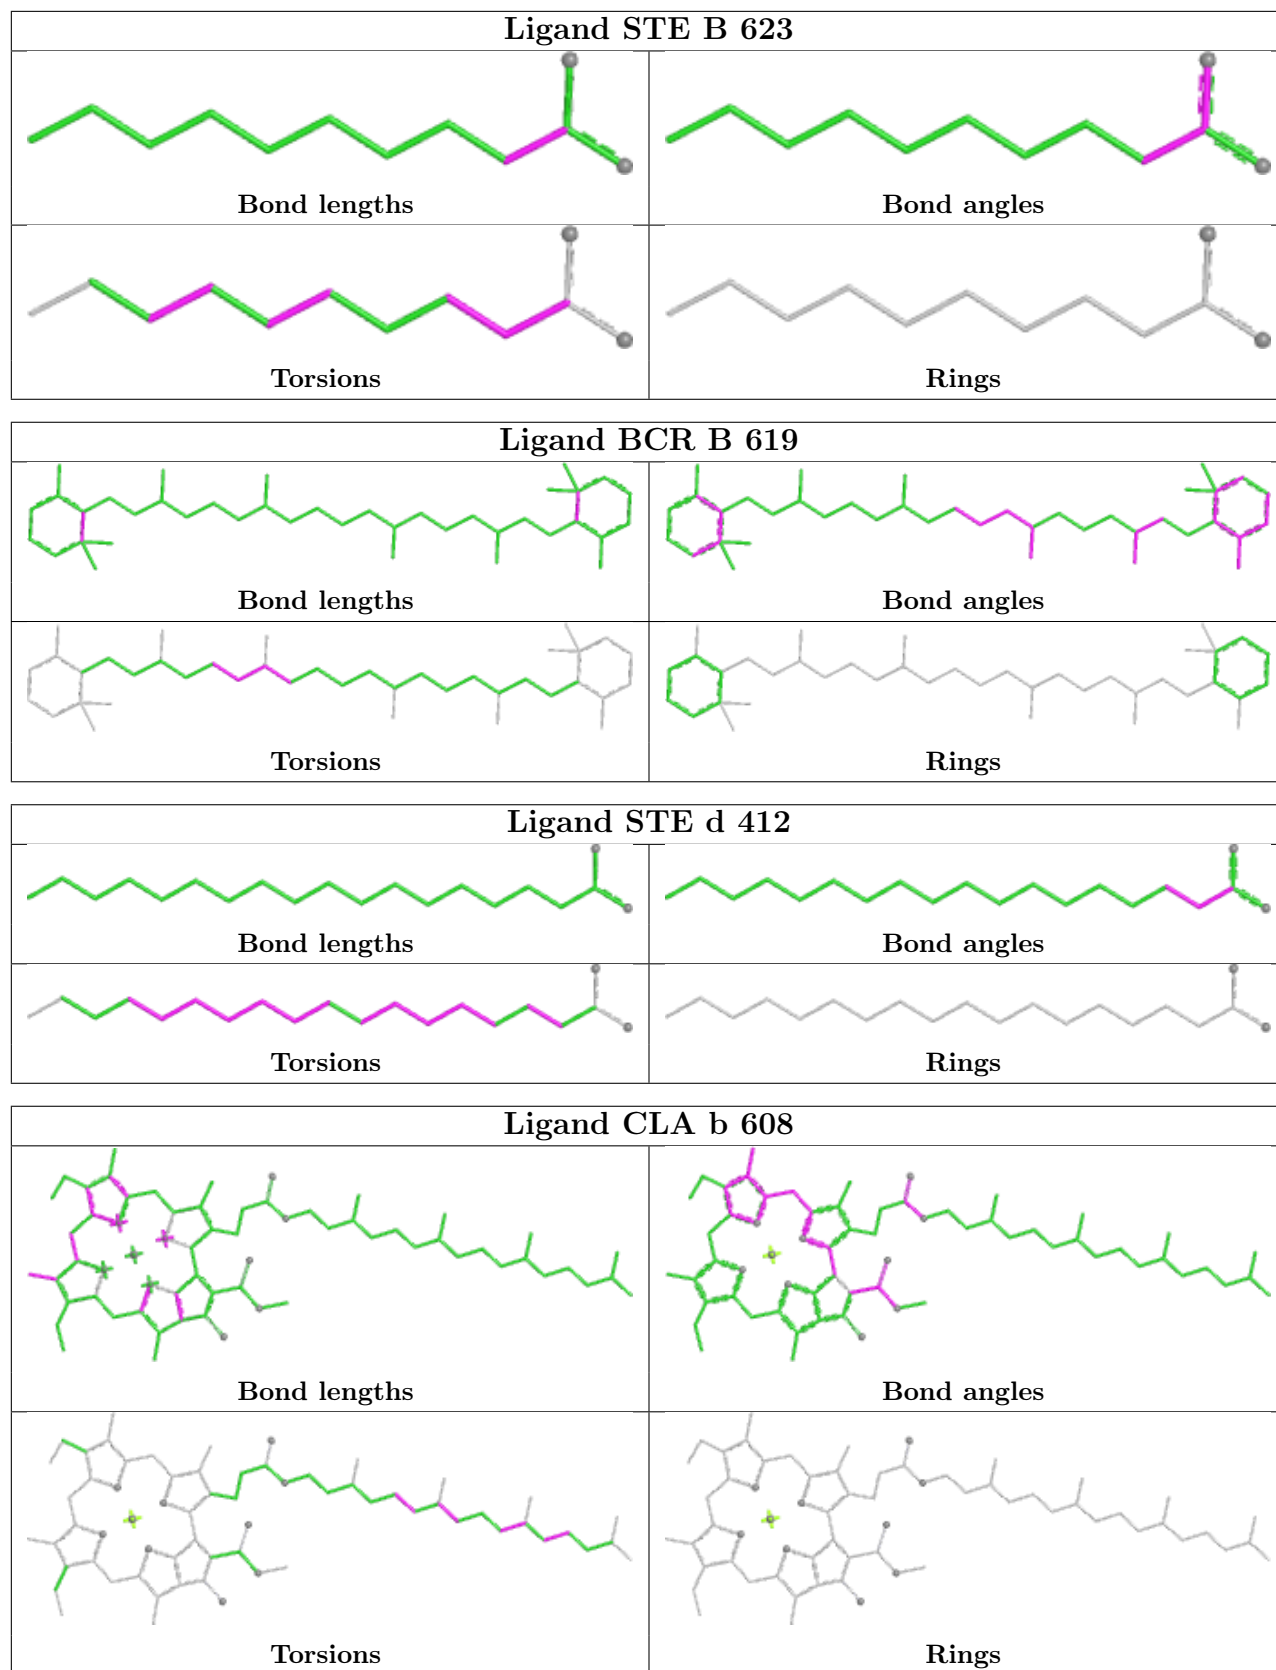 Ligand STE B 623
Bond lengths
Bond angles
Torsions
Rings
Ligand BCR B 619
Bond lengths
Bond angles
Torsions
Rings
Ligand STE d 412
Bond lengths
Bond angles
Torsions
Rings
Ligand CLA b 608
Bond lengths
Bond angles
Torsions
Rings